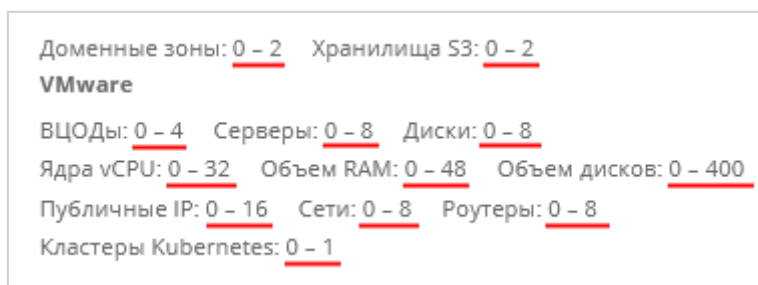 Доменные зоны: 0 – 2 Хранилища S3: 0 – 2
VMware
ВЦОДы: 0 – 4 Серверы: 0 – 8 Диски: 0 – 8
Ядра vCPU: 0 – 32 Объем RAM: 0 – 48 Объем дисков: 0 – 400
Публичные IP: 0 – 16 Сети: 0 – 8 Роутеры: 0 – 8
Кластеры Kubernetes: 0 – 1